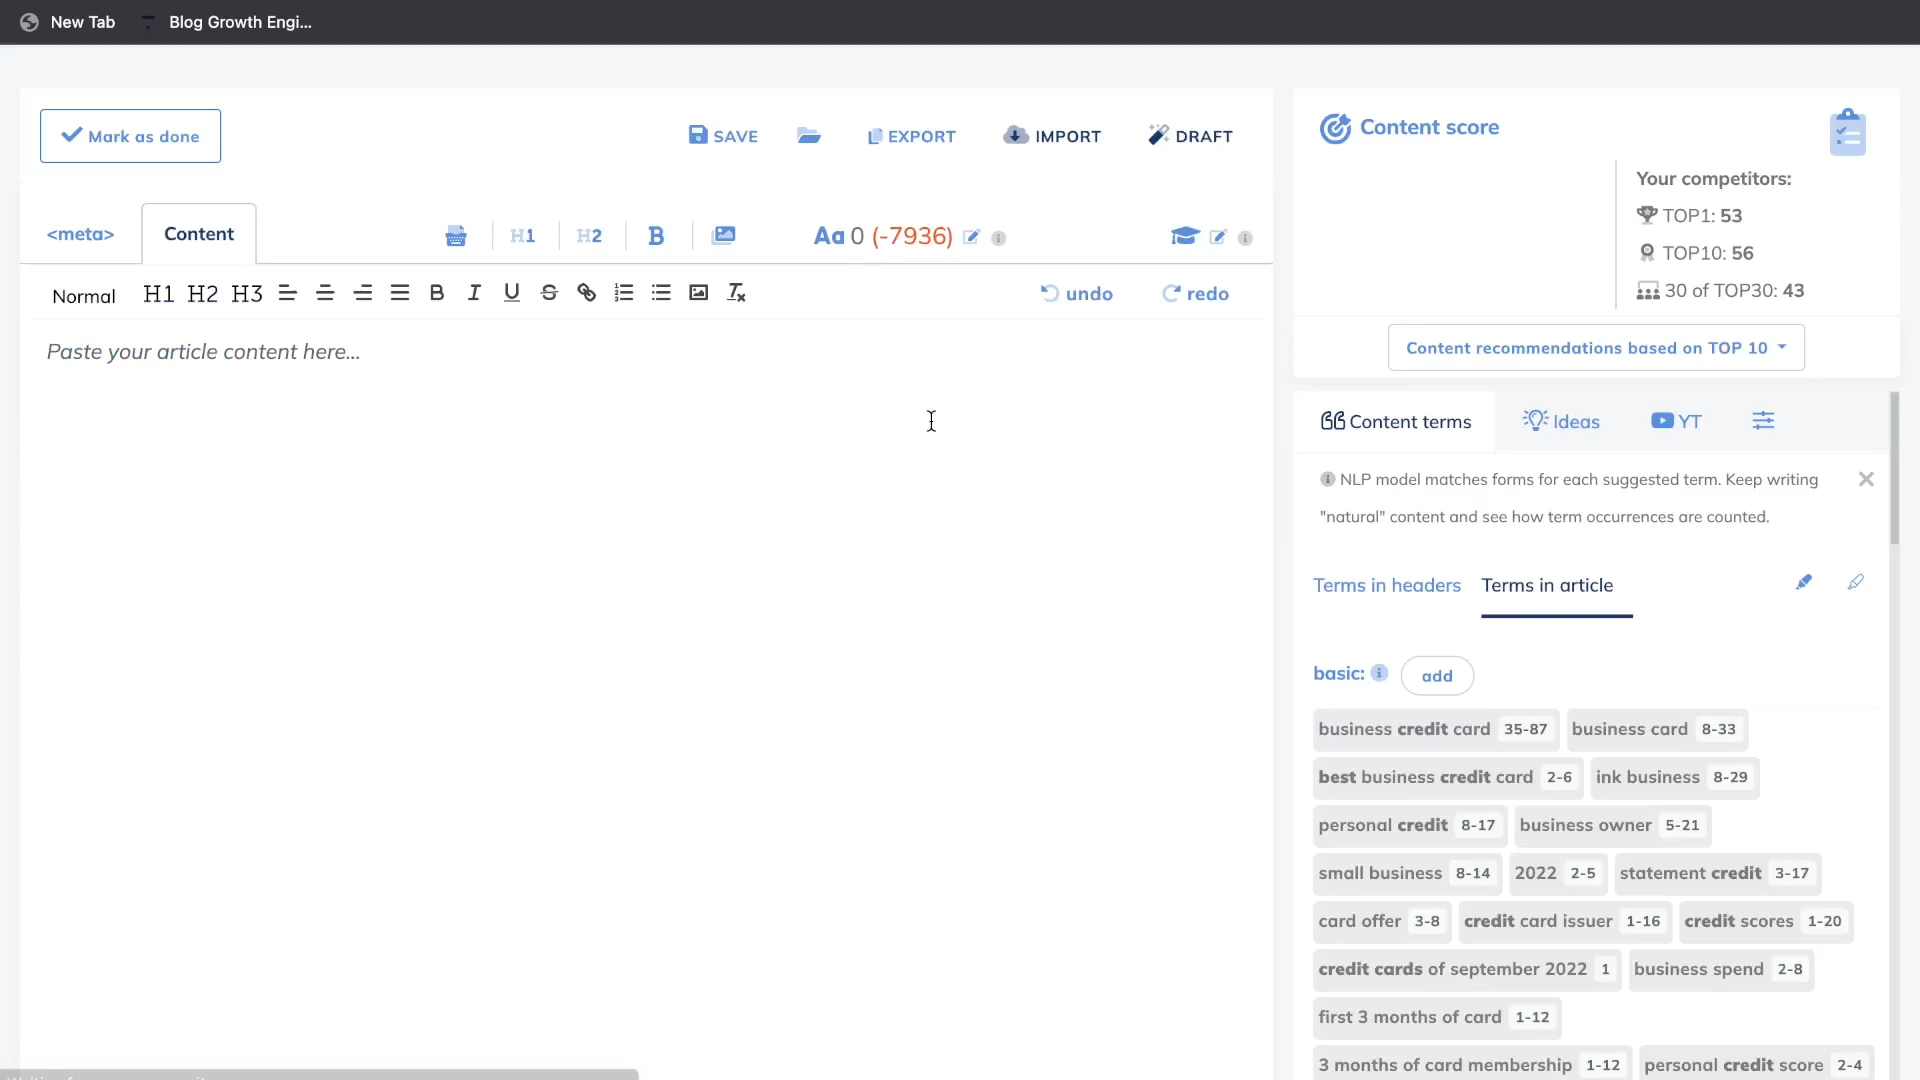 New Tab
Blog Growth Engi...
Mark as done
SAVE
EXPORT
IMPORT
DRAFT
<meta>
Content
H1
H2
B
Aa 0 (-7936)
Normal
H1 H2 H3
B I U S
undo
redo
Paste your article content here...
Content score
Your competitors:
TOP1: 53
TOP10: 56
30 of TOP30: 43
Content recommendations based on TOP 10
Content terms
Ideas
YT
NLP model matches forms for each suggested term. Keep writing
"natural" content and see how term occurrences are counted.
Terms in headers
Terms in article
basic:
add
business credit card 35-87
business card 8-33
best business credit card 2-6
ink business 8-29
personal credit 8-17
business owner 5-21
small business 8-14
2022 2-5
statement credit 3-17
card offer 3-8
credit card issuer 1-16
credit scores 1-20
credit cards of september 2022 1
business spend 2-8
first 3 months of card 1-12
3 months of card membership 1-12
personal credit score 2-4